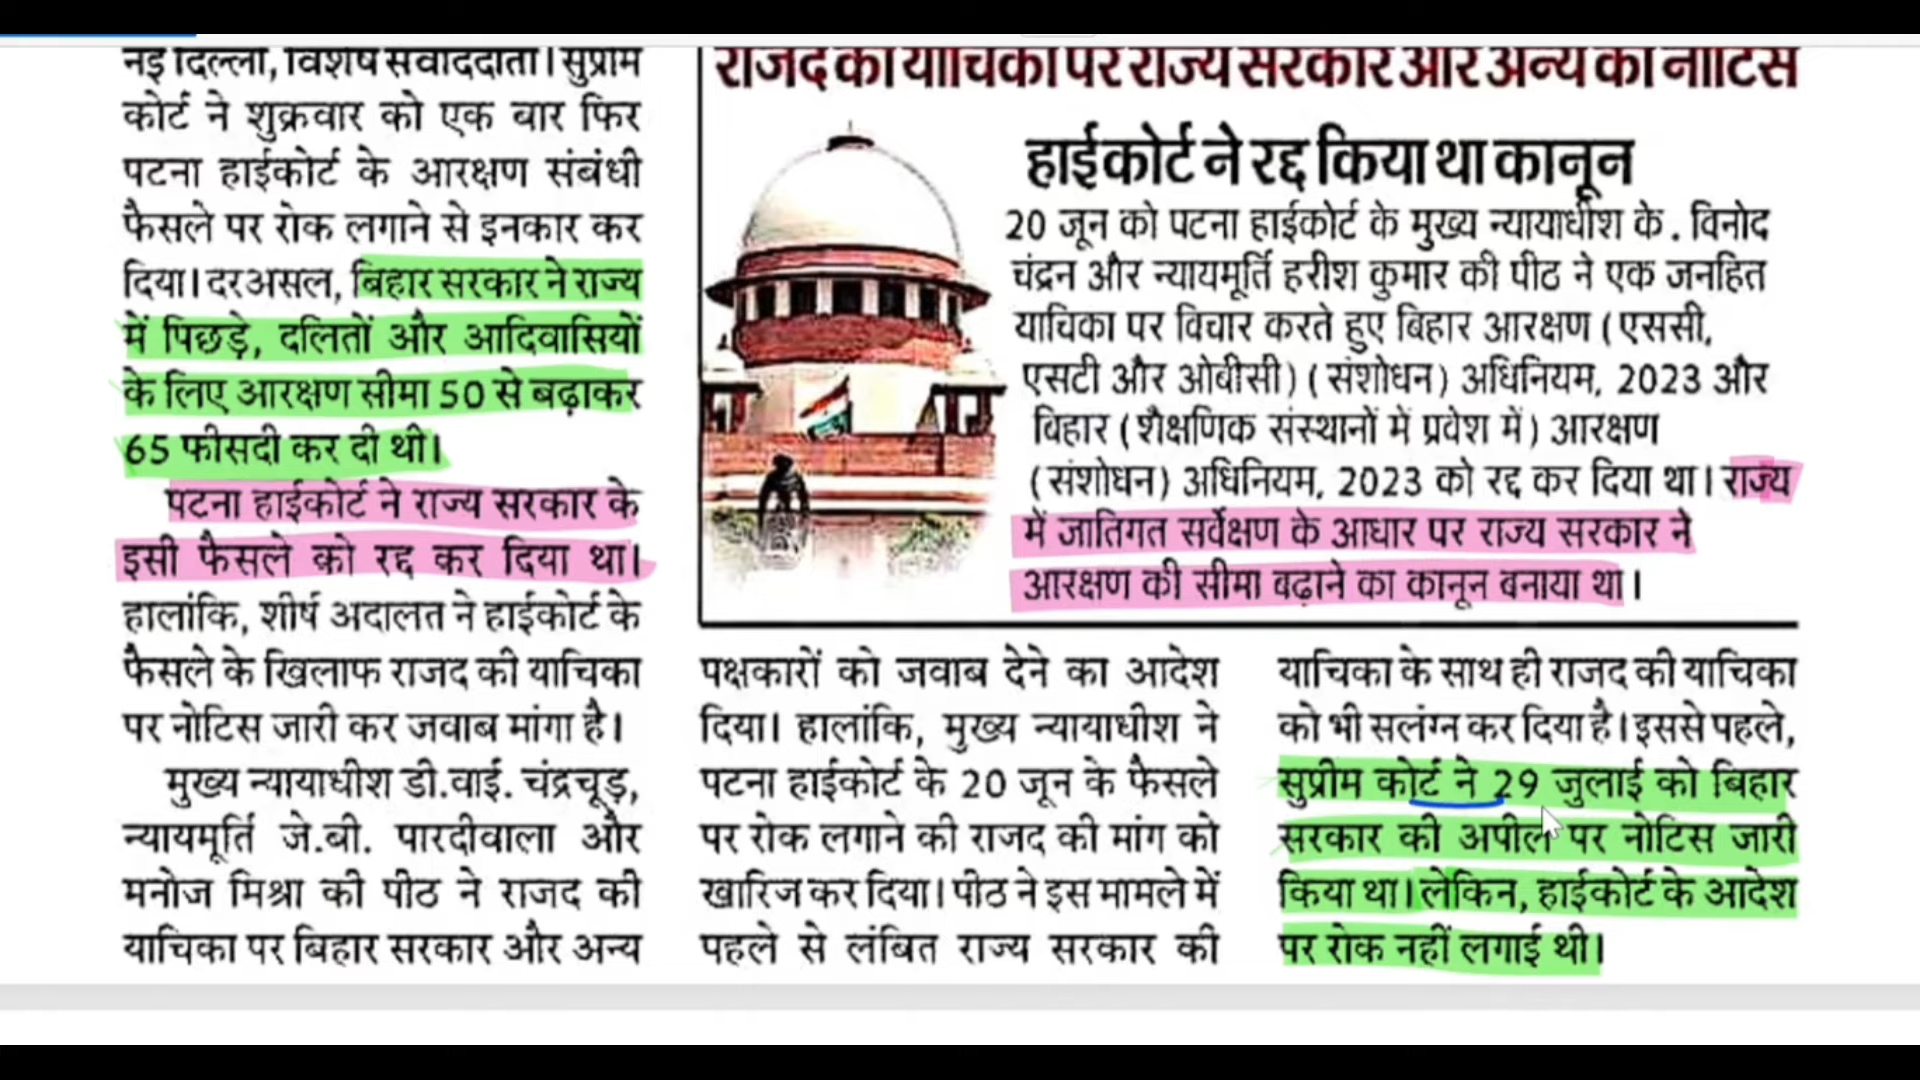 नई दिल्ली, विशेष संवाददाता। सुप्रीम
कोर्ट ने शुक्रवार को एक बार फिर
पटना हाईकोर्ट के आरक्षण संबंधी
फैसले पर रोक लगाने से इनकार कर
दिया। दरअसल, बिहार सरकार ने राज्य
में पिछड़े, दलितों और आदिवासियों
के लिए आरक्षण सीमा 50 से बढ़ाकर
65 फीसदी कर दी थी।
पटना हाईकोर्ट ने राज्य सरकार के
इसी फैसले को रद्द कर दिया था।
हालांकि, शीर्ष अदालत ने हाईकोर्ट के
फैसले के खिलाफ राजद की याचिका
पर नोटिस जारी कर जवाब मांगा है।
मुख्य न्यायाधीश डी.वाई. चंद्रचूड़,
न्यायमूर्ति जे.बी. पारदीवाला और
मनोज मिश्रा की पीठ ने राजद की
याचिका पर बिहार सरकार और अन्य
राजद की याचिका पर राज्य सरकार और अन्य को नोटिस
हाईकोर्ट ने रद्द किया था कानून
20 जून को पटना हाईकोर्ट के मुख्य न्यायाधीश के. विनोद
चंद्रन और न्यायमूर्ति हरीश कुमार की पीठ ने एक जनहित
याचिका पर विचार करते हुए बिहार आरक्षण (एससी,
एसटी और ओबीसी) (संशोधन) अधिनियम, 2023 और
बिहार (शैक्षणिक संस्थानों में प्रवेश में) आरक्षण
(संशोधन) अधिनियम, 2023 को रद्द कर दिया था। राज्य
में जातिगत सर्वेक्षण के आधार पर राज्य सरकार ने
आरक्षण की सीमा बढ़ाने का कानून बनाया था।
पक्षकारों को जवाब देने का आदेश
दिया। हालांकि, मुख्य न्यायाधीश ने
पटना हाईकोर्ट के 20 जून के फैसले
पर रोक लगाने की राजद की मांग को
खारिज कर दिया। पीठ ने इस मामले में
पहले से लंबित राज्य सरकार की
याचिका के साथ ही राजद की याचिका
को भी सलंग्न कर दिया है। इससे पहले,
सुप्रीम कोर्ट ने 29 जुलाई को बिहार
सरकार की अपील पर नोटिस जारी
किया था। लेकिन, हाईकोर्ट के आदेश
पर रोक नहीं लगाई थी।